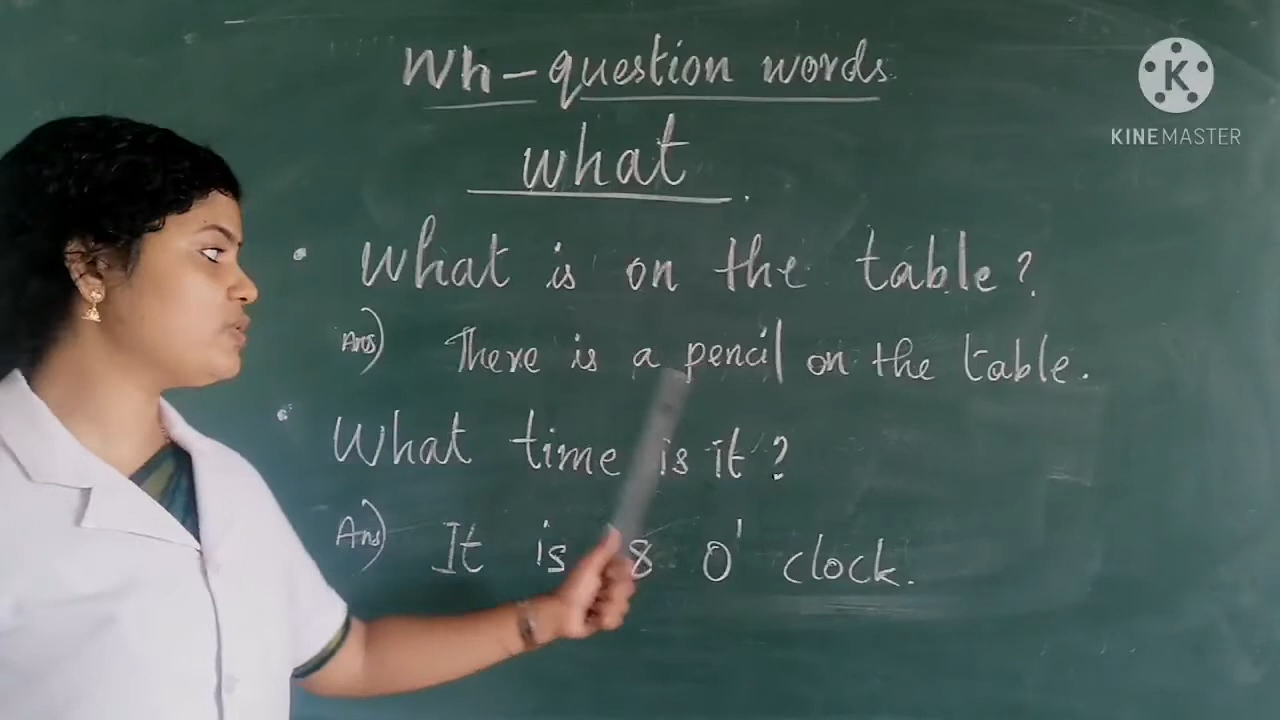 Wh-question words
K
KINEMASTER
what
• What is on the table?
Ans) There is a pencil on the table.
• What time is it?
Ans) It is 8 O' clock.